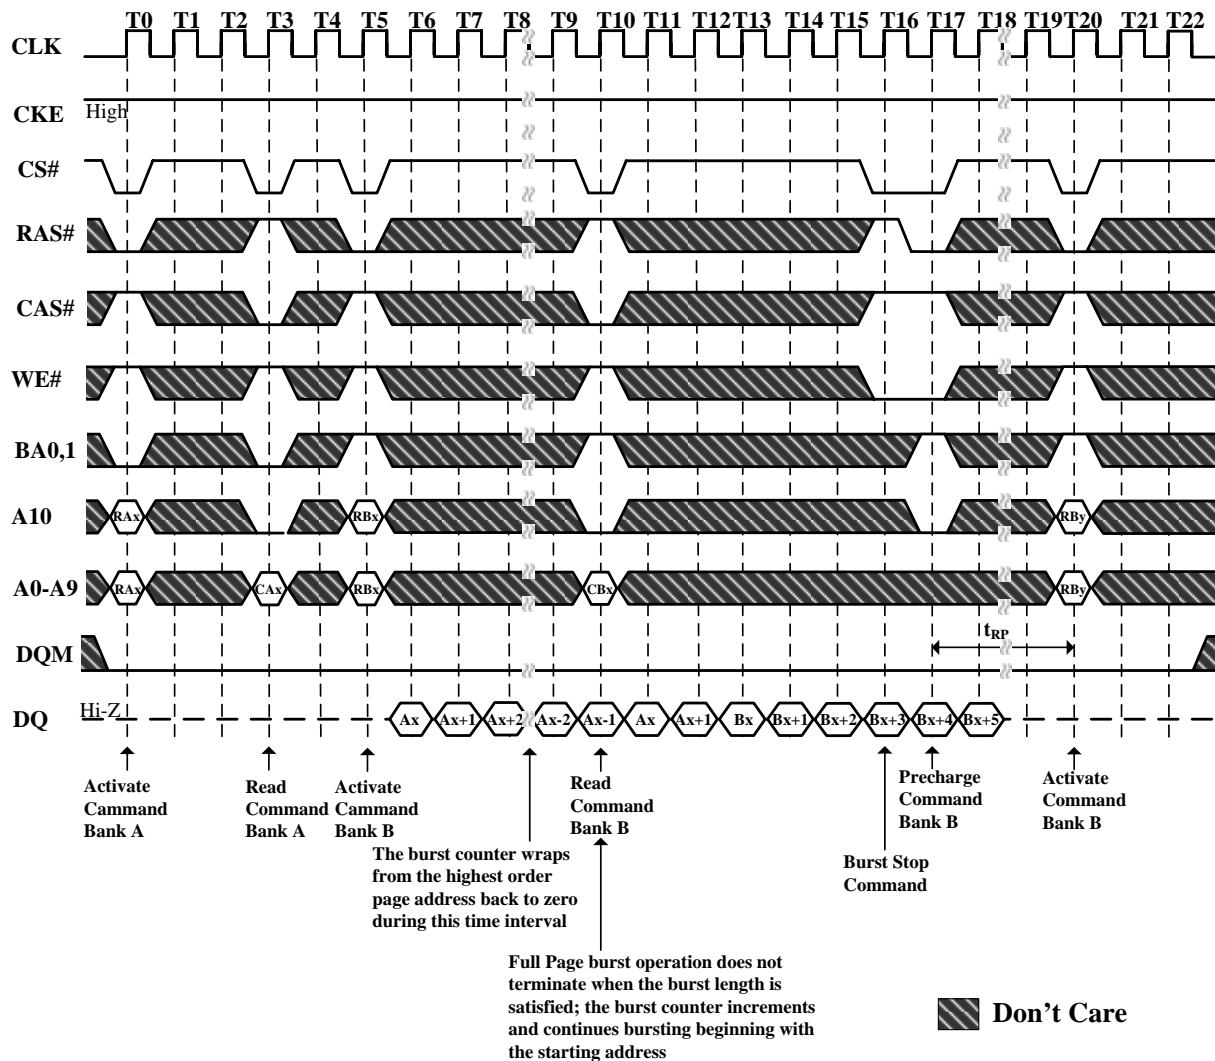 T0 T1 T2 T3 T4 T5 T6 T7 T8 T9 T10 T11 T12 T13 T14 T15 T16 T17 T18 T19 T20 T21 T22
CLK
CKE High
CS#
RAS#
CAS#
WE#
BA0,1
A10 RAx RBx RBy
A0-A9 RAx CAx RBx CBx RBy
tRP
DQM
DQ Hi-Z Ax Ax+1 Ax+2 Ax-2 Ax-1 Ax Ax+1 Bx Bx+1 Bx+2 Bx+3 Bx+4 Bx+5
Activate
Cammand
Bank A
Read
Command
Bank A
Activate
Cammand
Bank B
The burst counter wraps
from the highest order
page address back to zero
during this time interval
Read
Command
Bank B
Full Page burst operation does not
terminate when the burst length is
satisfied; the burst counter increments
and continues bursting beginning with
the starting address
Burst Stop
Command
Precharge
Command
Bank B
Activate
Command
Bank B
Don't Care